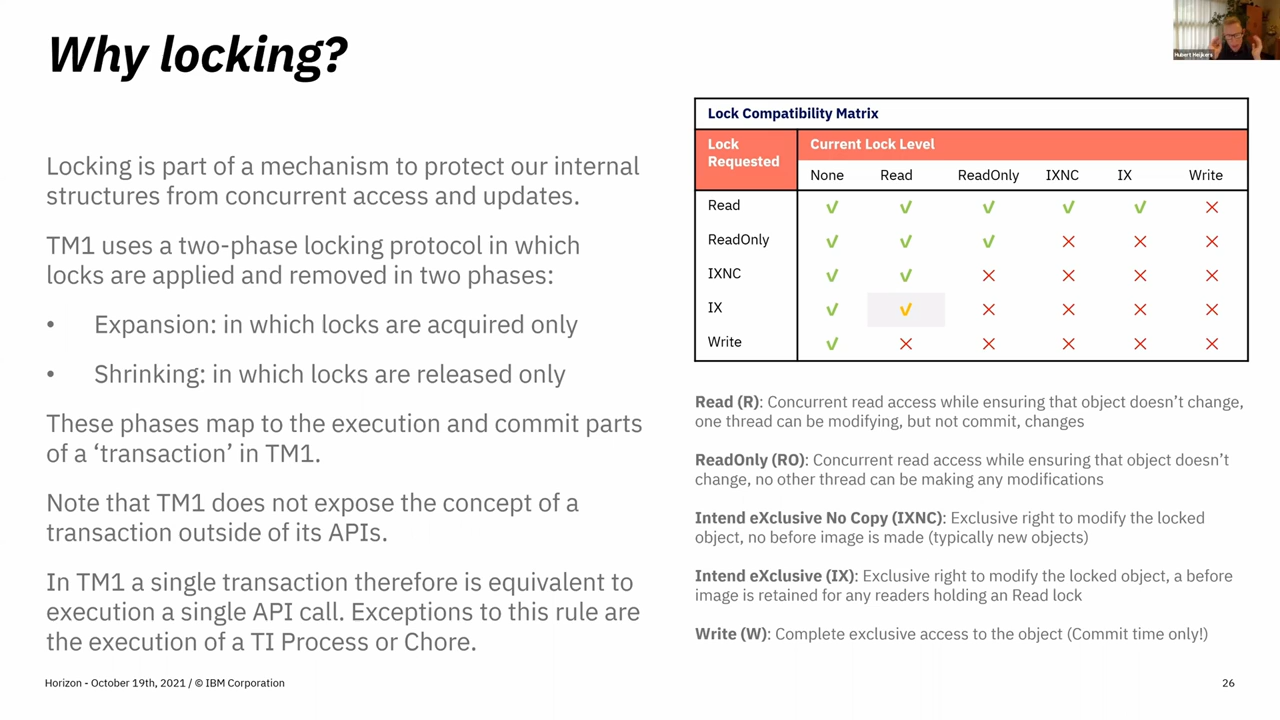 Why locking?
Hubert Heijkers
Locking is part of a mechanism to protect our internal
structures from concurrent access and updates.
TM1 uses a two-phase locking protocol in which
locks are applied and removed in two phases:
• Expansion: in which locks are acquired only
• Shrinking: in which locks are released only
These phases map to the execution and commit parts
of a ‘transaction’ in TM1.
Note that TM1 does not expose the concept of a
transaction outside of its APIs.
In TM1 a single transaction therefore is equivalent to
execution a single API call. Exceptions to this rule are
the execution of a TI Process or Chore.
Lock Compatibility Matrix
Lock
Requested
Current Lock Level
None Read ReadOnly IXNC IX Write
Read ✓ ✓ ✓ ✓ ✓ ✕
ReadOnly ✓ ✓ ✓ ✕ ✕ ✕
IXNC ✓ ✓ ✕ ✕ ✕ ✕
IX ✓ ✓ ✕ ✕ ✕ ✕
Write ✓ ✕ ✕ ✕ ✕ ✕
Read (R): Concurrent read access while ensuring that object doesn’t change,
one thread can be modifying, but not commit, changes
ReadOnly (RO): Concurrent read access while ensuring that object doesn’t
change, no other thread can be making any modifications
Intend eXclusive No Copy (IXNC): Exclusive right to modify the locked
object, no before image is made (typically new objects)
Intend eXclusive (IX): Exclusive right to modify the locked object, a before
image is retained for any readers holding an Read lock
Write (W): Complete exclusive access to the object (Commit time only!)
Horizon - October 19th, 2021 / © IBM Corporation
26